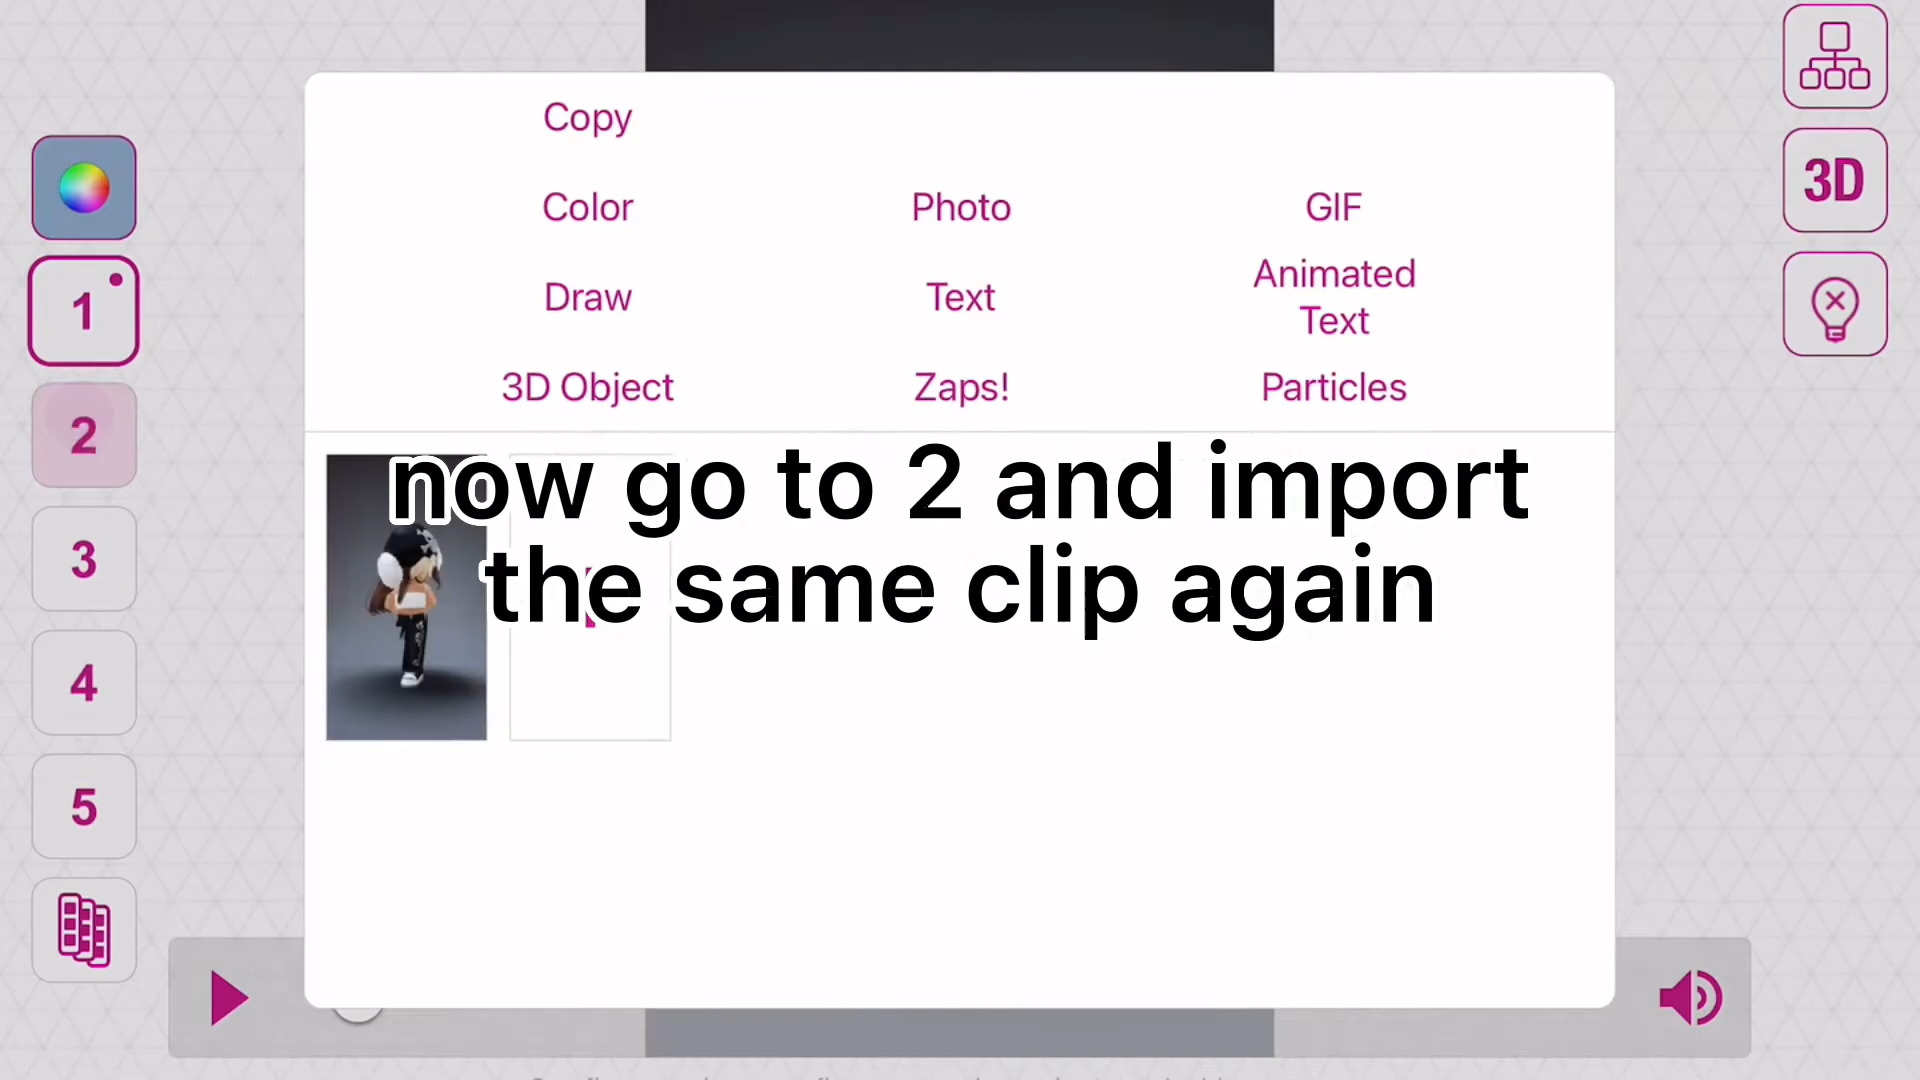 Copy
Color
Photo
GIF
Draw
Text
Animated
Text
3D Object
Zaps!
Particles
now go to 2 and import
the same clip again
1
2
3
4
5
3D